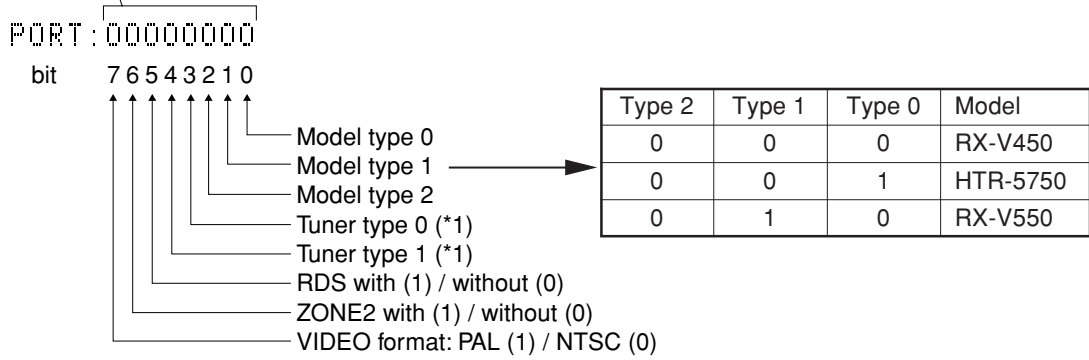 PORT:00000000
bit 7 6 5 4 3 2 1 0
Model type 0
Model type 1
Model type 2
Tuner type 0 (*1)
Tuner type 1 (*1)
RDS with (1) / without (0)
ZONE2 with (1) / without (0)
VIDEO format: PAL (1) / NTSC (0)
Type 2 Type 1 Type 0 Model
0 0 0 RX-V450
0 0 1 HTR-5750
0 1 0 RX-V550